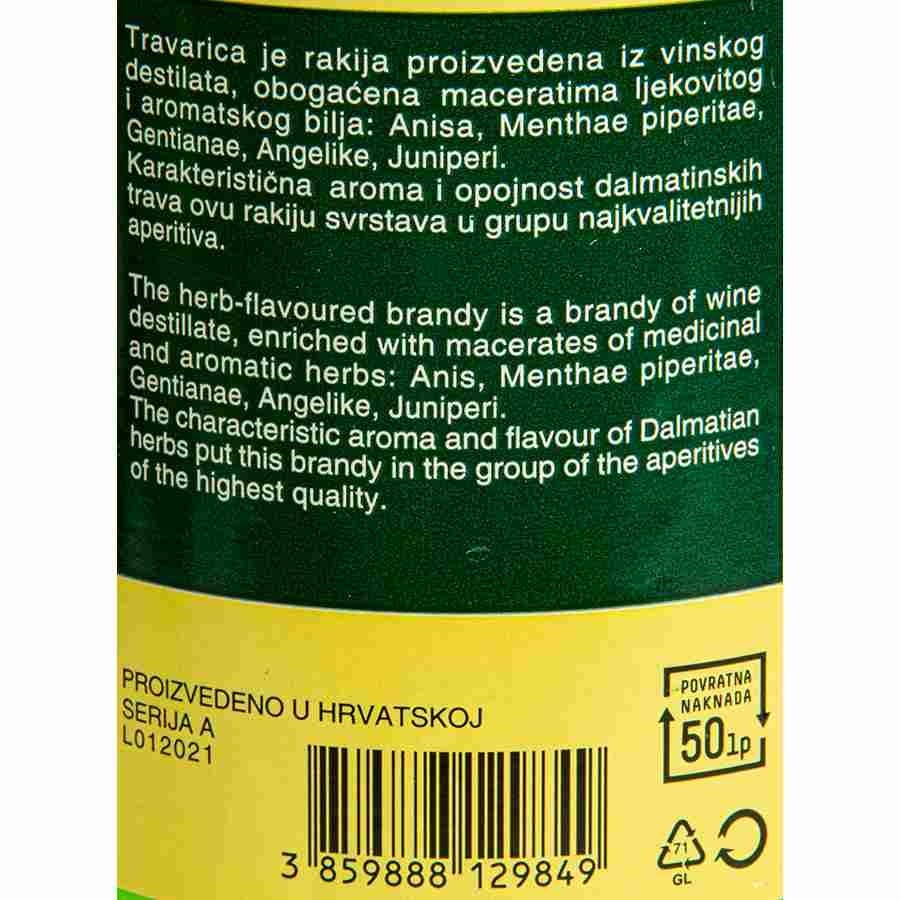 Travarica je rakija proizvedena iz vinskog
destilata, obogaćena maceratima ljekovitog
i aromatskog bilja: Anisa, Menthae piperitae,
Gentianae, Angelike, Juniperi.
Karakteristična aroma i opojnost dalmatinskih
trava ovu rakiju svrstava u grupu najkvalitetnijih
aperitiva.
The herb-flavoured brandy is a brandy of wine
destillate, enriched with macerates of medicinal
and aromatic herbs: Anis, Menthae piperitae,
Gentianae, Angelike, Juniperi.
The characteristic aroma and flavour of Dalmatian
herbs put this brandy in the group of the aperitives
of the highest quality.
PROIZVEDENO U HRVATSKOJ
SERIJA A
L012021
POVRATNA
NAKNADA
50lp
3 859888 129849
71
GL